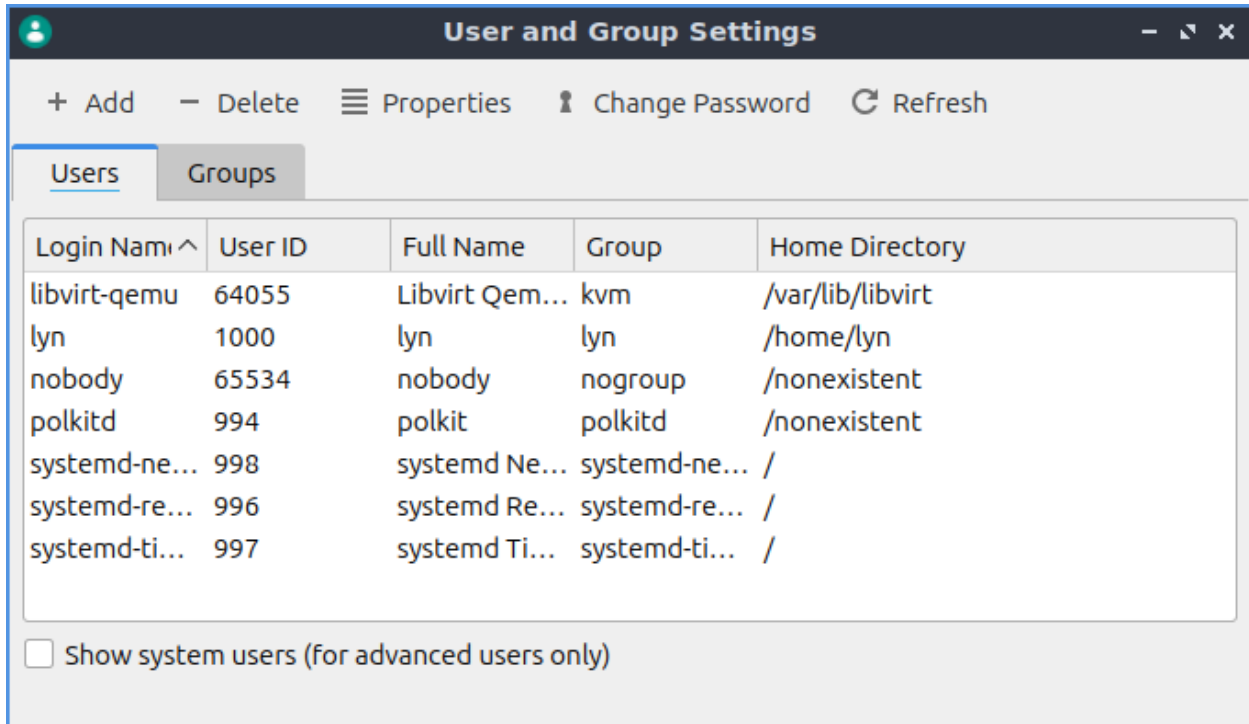 User and Group Settings
+ Add − Delete Properties Change Password Refresh
Users Groups
Login Nam User ID Full Name Group Home Directory
libvirt-qemu 64055 Libvirt Qem... kvm /var/lib/libvirt
lyn 1000 lyn lyn /home/lyn
nobody 65534 nobody nogroup /nonexistent
polkitd 994 polkit polkitd /nonexistent
systemd-ne... 998 systemd Ne... systemd-ne... /
systemd-re... 996 systemd Re... systemd-re... /
systemd-ti... 997 systemd Ti... systemd-ti... /
Show system users (for advanced users only)